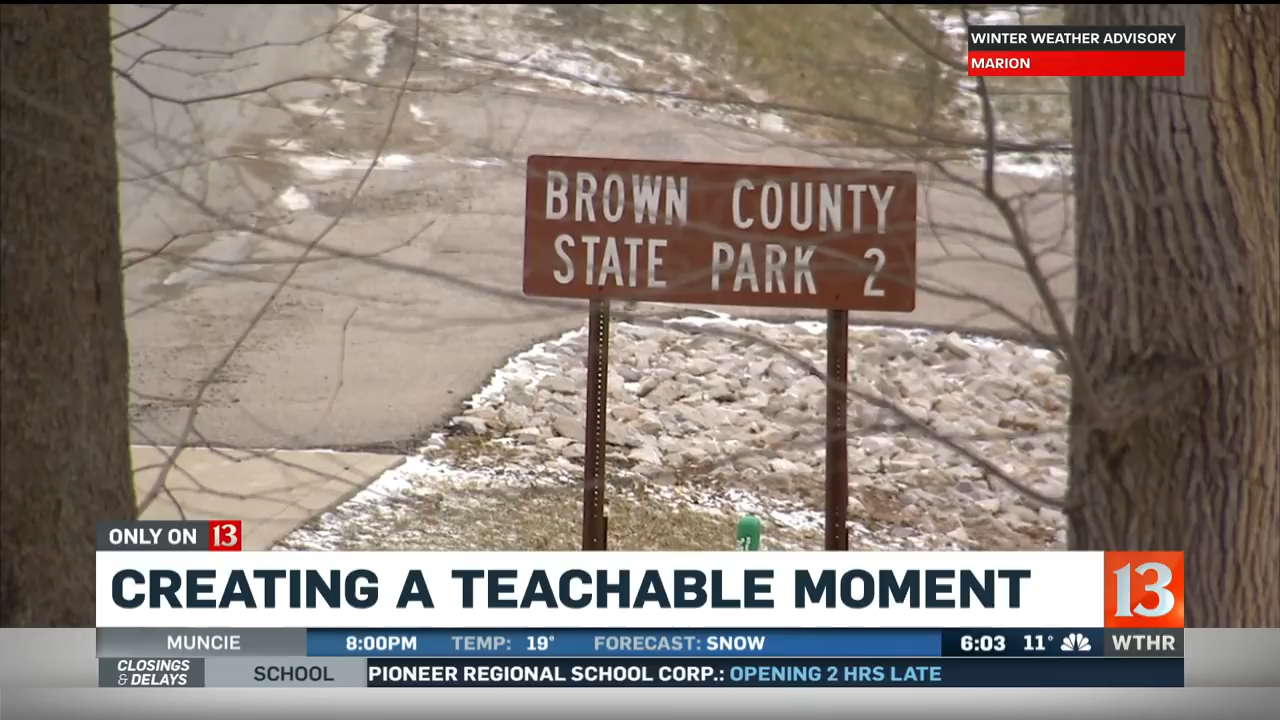 WINTER WEATHER ADVISORY
MARION
BROWN COUNTY
STATE PARK 2
ONLY ON 13
CREATING A TEACHABLE MOMENT
13
MUNCIE 8:00PM TEMP: 19° FORECAST: SNOW 6:03 11° WTHR
CLOSINGS
& DELAYS
SCHOOL PIONEER REGIONAL SCHOOL CORP.: OPENING 2 HRS LATE